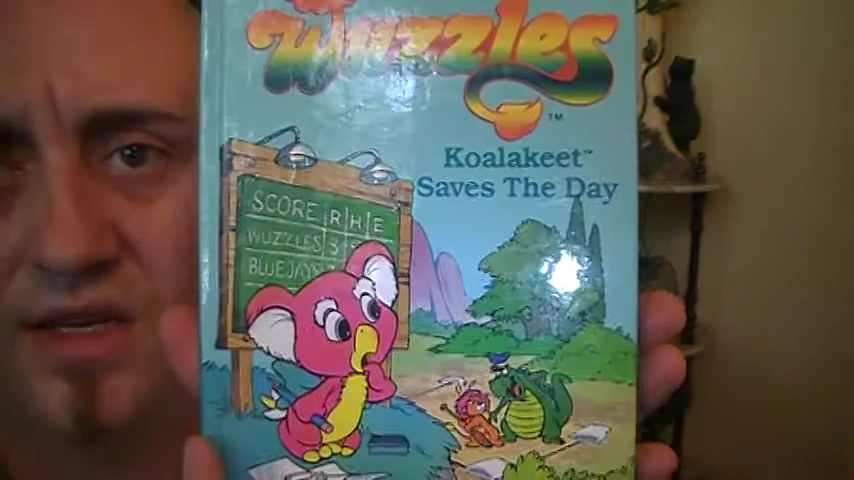 Wuzzles
TM
Koalakeet™
Saves The Day
SCORE R H E
WUZZLES 3
BLUEJAYS